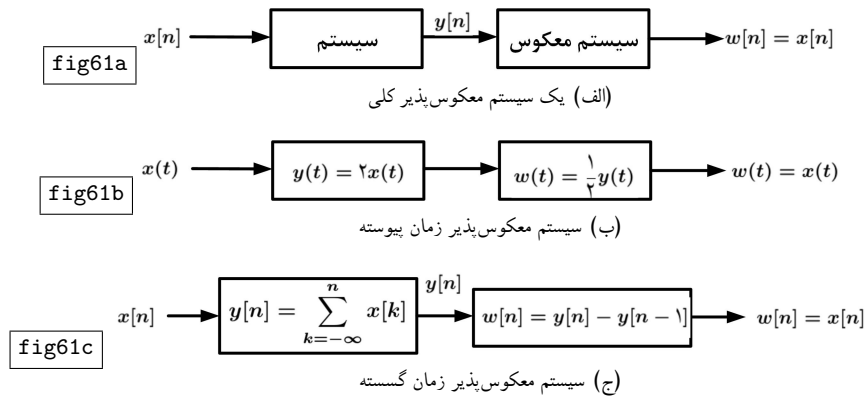 x[n] سیستم y[n] سیستم معکوس w[n] = x[n]
fig61a
(الف) یک سیستم معکوس‌پذیر کلی
x(t) y(t) = ۲x(t) w(t) = ۱/۲ y(t) w(t) = x(t)
fig61b
(ب) سیستم معکوس‌پذیر زمان پیوسته
x[n] y[n] = ∑_{k=-∞}^{n} x[k] y[n] w[n] = y[n] − y[n − ۱] w[n] = x[n]
fig61c
(ج) سیستم معکوس‌پذیر زمان گسسته